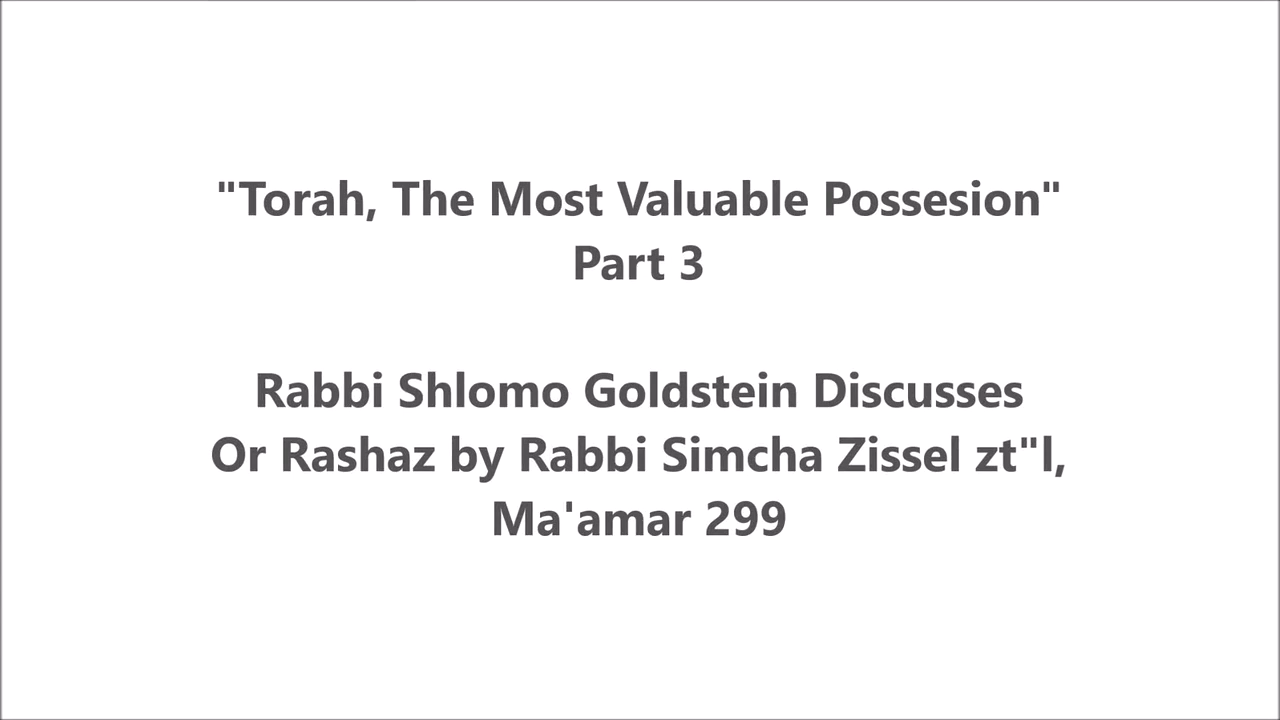 "Torah, The Most Valuable Possesion"
Part 3
Rabbi Shlomo Goldstein Discusses
Or Rashaz by Rabbi Simcha Zissel zt"l,
Ma'amar 299